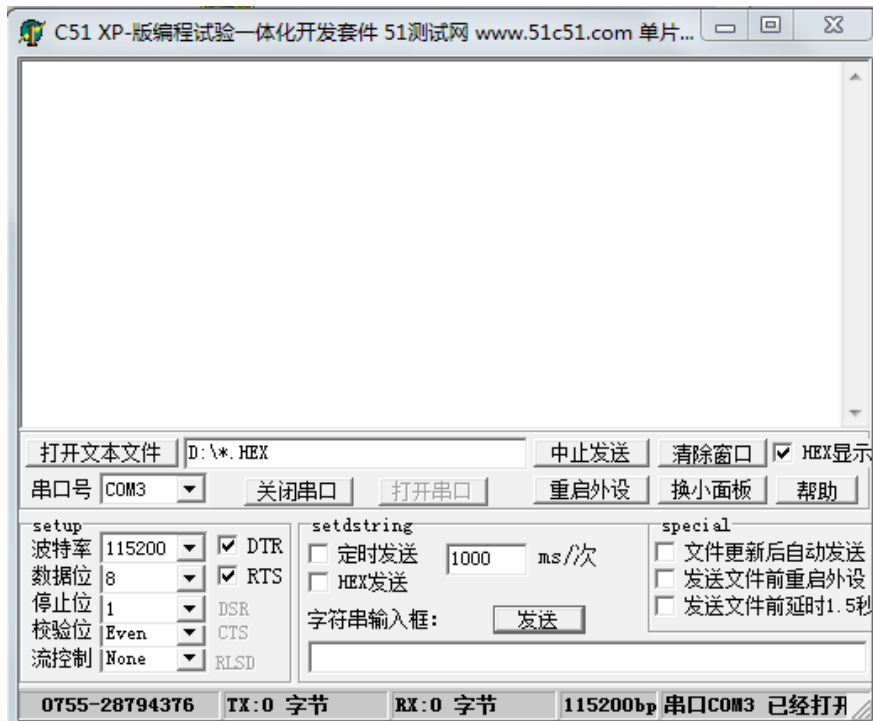 C51 XP-版编程试验一体化开发套件 51测试网 www.51c51.com 单片...
打开文本文件 D:\*.HEX 中止发送 清除窗口 HEX显示
串口号 COM3 关闭串口 打开串口 重启外设 换小面板 帮助
setup setdstring special
波特率 115200 DTR 定时发送 1000 ms/次 文件更新后自动发送
数据位 8 RTS HEX发送 发送文件前重启外设
停止位 1 DSR 字符串输入框: 发送 发送文件前延时1.5秒
校验位 Even CTS
流控制 None RLSD
0755-28794376 TX:0 字节 RX:0 字节 115200bp 串口COM3 已经打开